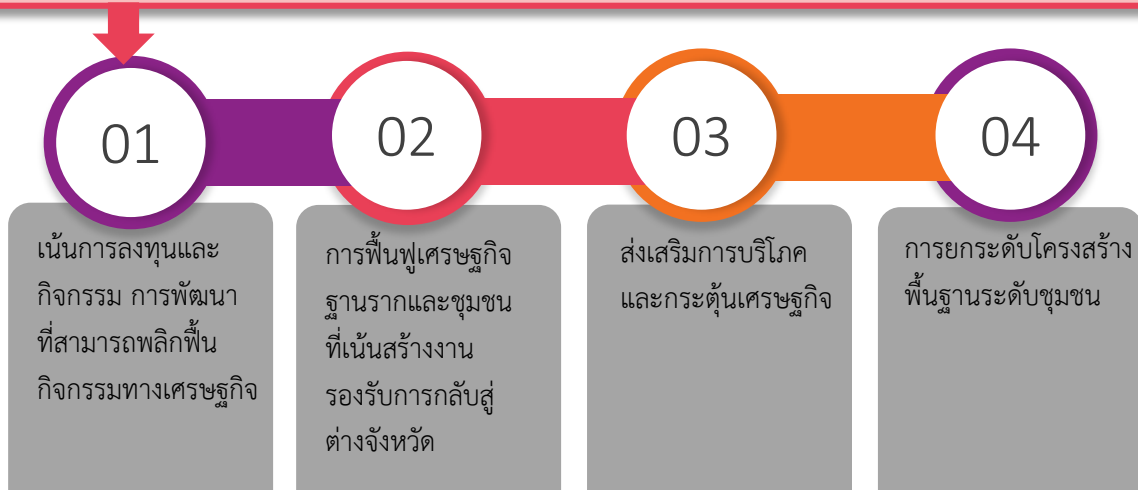 01
02
03
04
เน้นการลงทุนและ
กิจกรรม การพัฒนา
ที่สามารถพลิกฟื้น
กิจกรรมทางเศรษฐกิจ
การฟื้นฟูเศรษฐกิจ
ฐานรากและชุมชน
ที่เน้นสร้างงาน
รองรับการกลับสู่
ต่างจังหวัด
ส่งเสริมการบริโภค
และกระตุ้นเศรษฐกิจ
การยกระดับโครงสร้าง
พื้นฐานระดับชุมชน